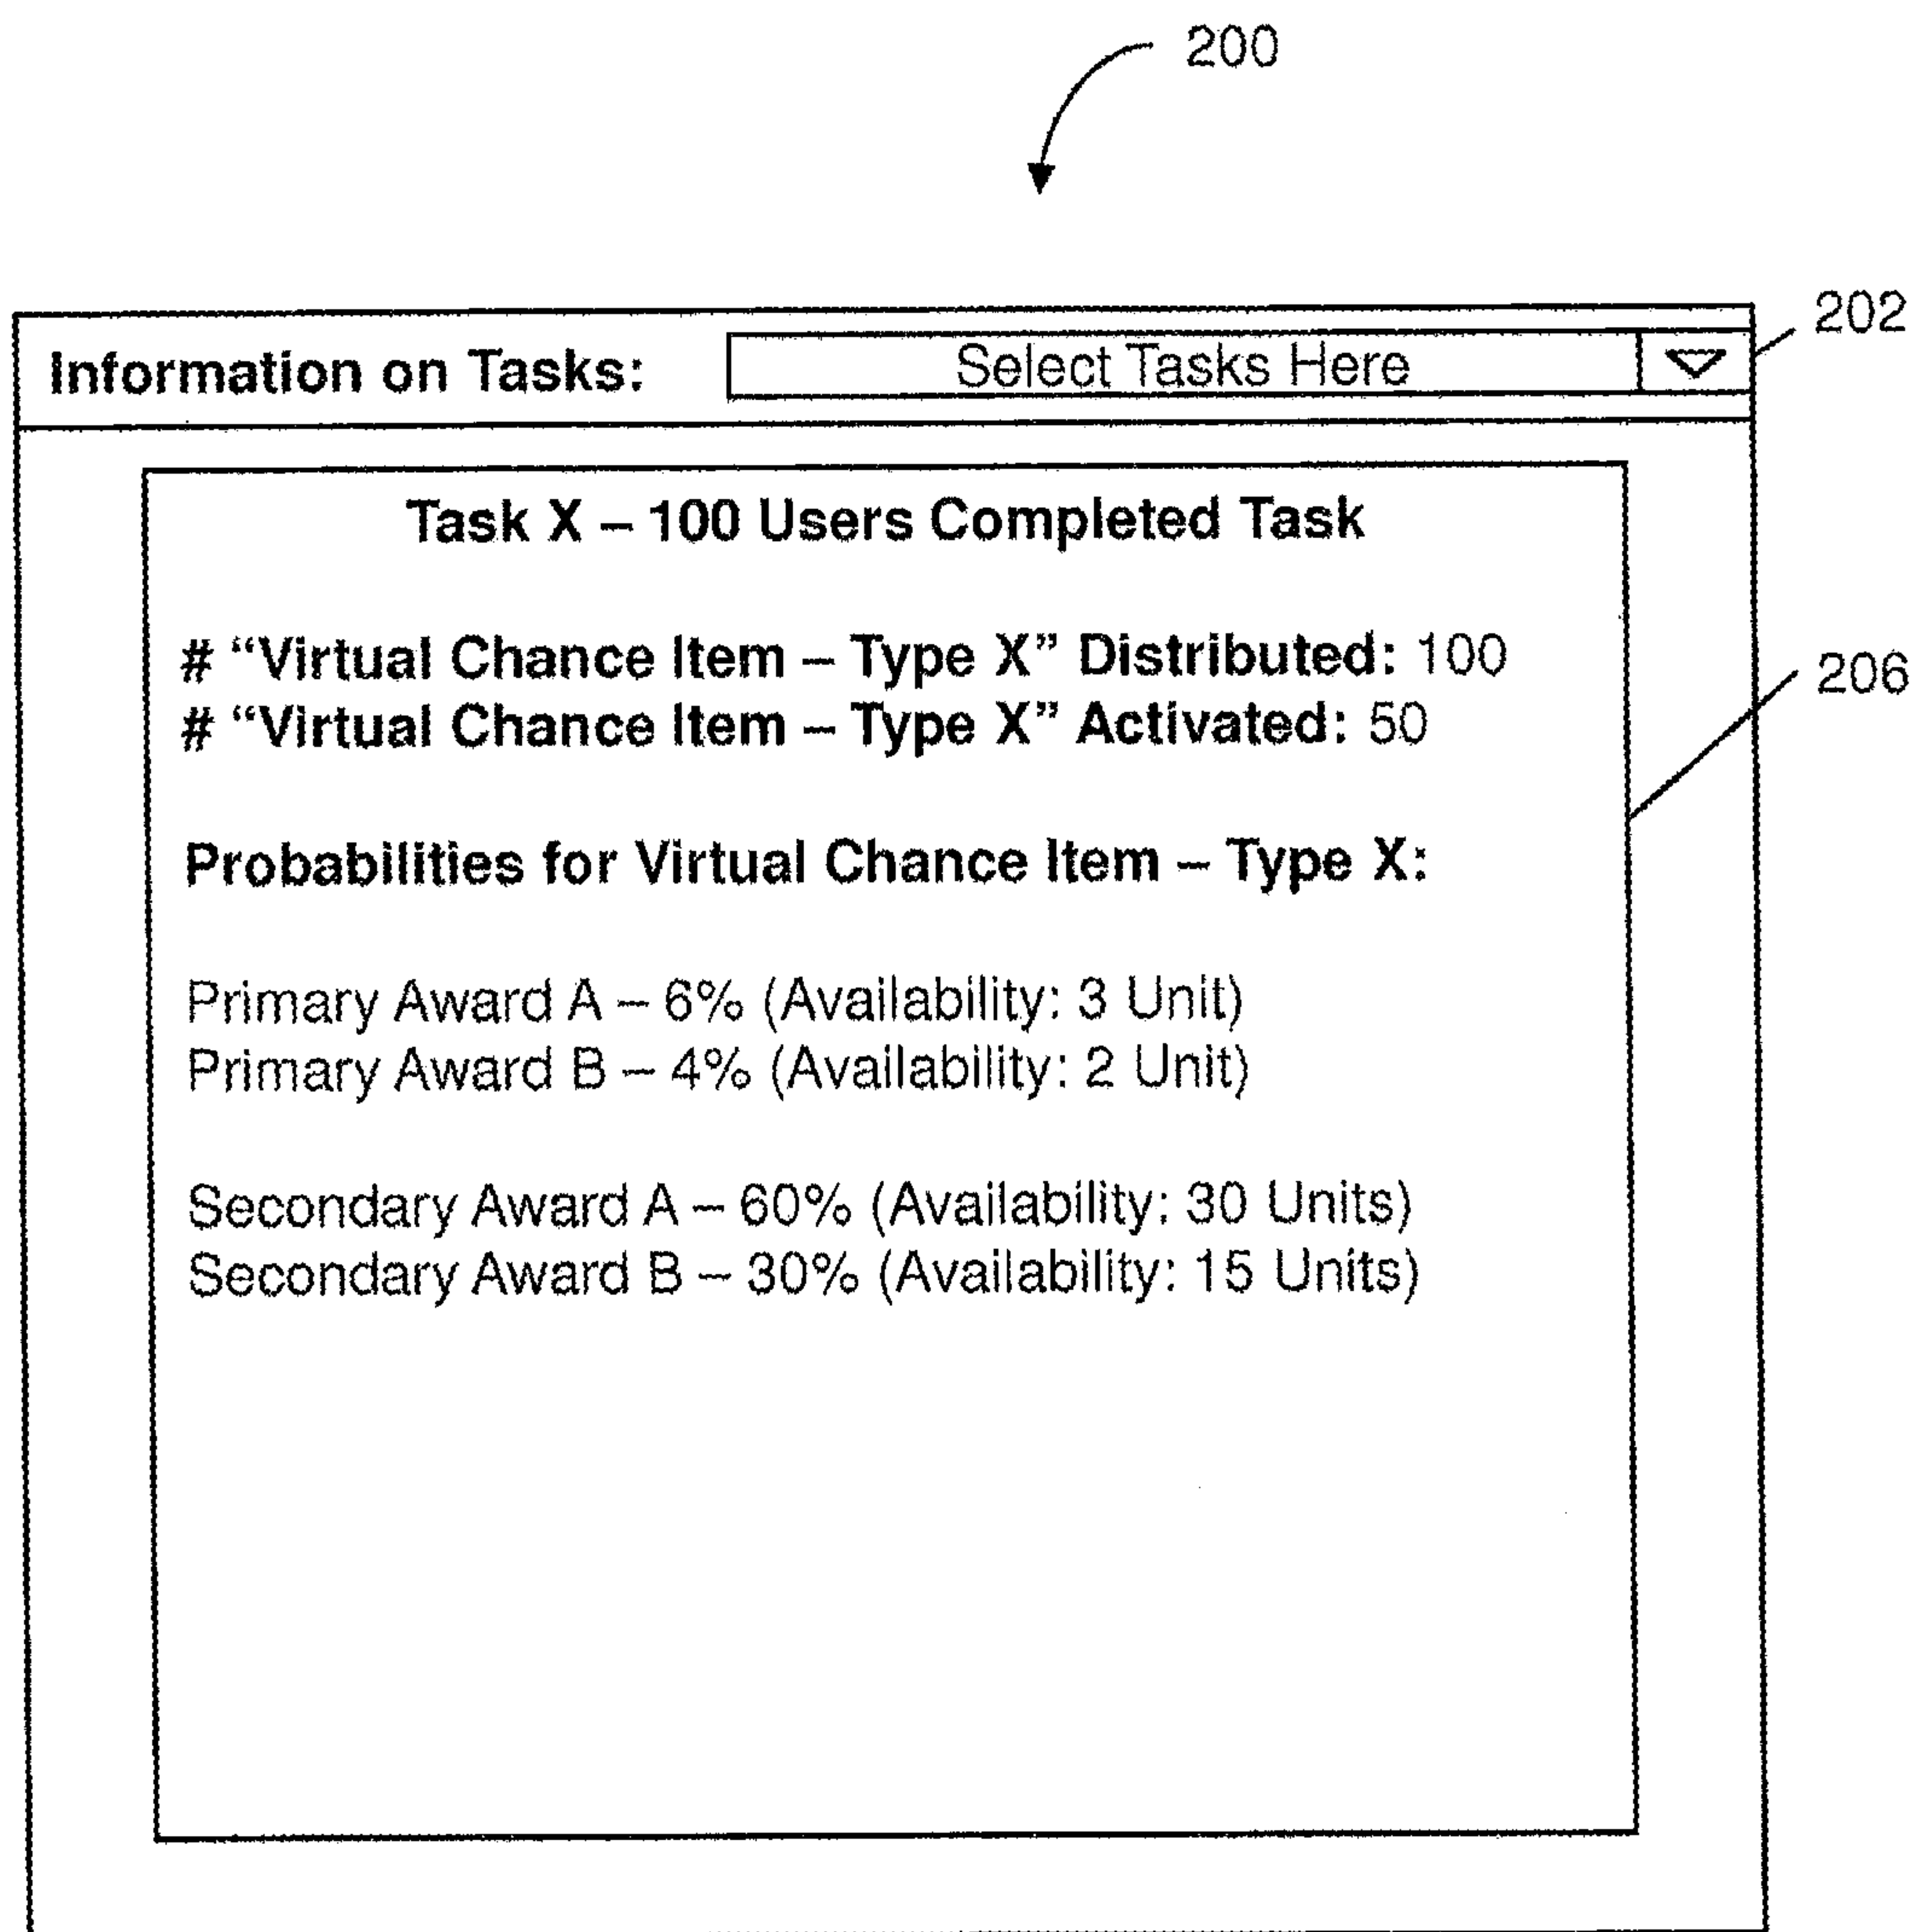 200
202
Information on Tasks: Select Tasks Here
Task X – 100 Users Completed Task
# “Virtual Chance Item – Type X” Distributed: 100
206
# “Virtual Chance Item – Type X” Activated: 50
Probabilities for Virtual Chance Item – Type X:
Primary Award A – 6% (Availability: 3 Unit)
Primary Award B – 4% (Availability: 2 Unit)
Secondary Award A – 60% (Availability: 30 Units)
Secondary Award B – 30% (Availability: 15 Units)